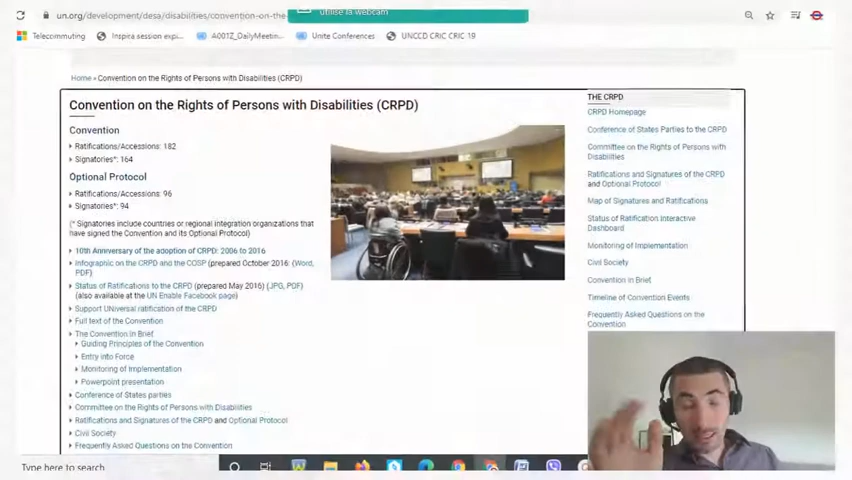 utilise la webcam
un.org/development/desa/disabilities/convention-on-the-
Telecommuting
Inspira session expi...
A001Z_DailyMeetin...
Unite Conferences
UNCCD CRIC CRIC 19
Home » Convention on the Rights of Persons with Disabilities (CRPD)
Convention on the Rights of Persons with Disabilities (CRPD)
Convention
Ratifications/Accessions: 182
Signatories*: 164
Optional Protocol
Ratifications/Accessions: 96
Signatories*: 94
(* Signatories include countries or regional integration organizations that
have signed the Convention and its Optional Protocol)
10th Anniversary of the adoption of CRPD: 2006 to 2016
Infographic on the CRPD and the COSP (prepared October 2016: (Word,
PDF)
Status of Ratifications to the CRPD (prepared May 2016) (JPG, PDF)
(also available at the UN Enable Facebook page)
Support Universal ratification of the CRPD
Full text of the Convention
The Convention in Brief
Guiding Principles of the Convention
Entry into Force
Monitoring of Implementation
Powerpoint presentation
Conference of States parties
Committee on the Rights of Persons with Disabilities
Ratifications and Signatures of the CRPD and Optional Protocol
Civil Society
Frequently Asked Questions on the Convention
THE CRPD
CRPD Homepage
Conference of States Parties to the CRPD
Committee on the Rights of Persons with
Disabilities
Ratifications and Signatures of the CRPD
and Optional Protocol
Map of Signatures and Ratifications
Status of Ratification Interactive
Dashboard
Monitoring of Implementation
Civil Society
Convention in Brief
Timeline of Convention Events
Frequently Asked Questions on the
Convention
Type here to search